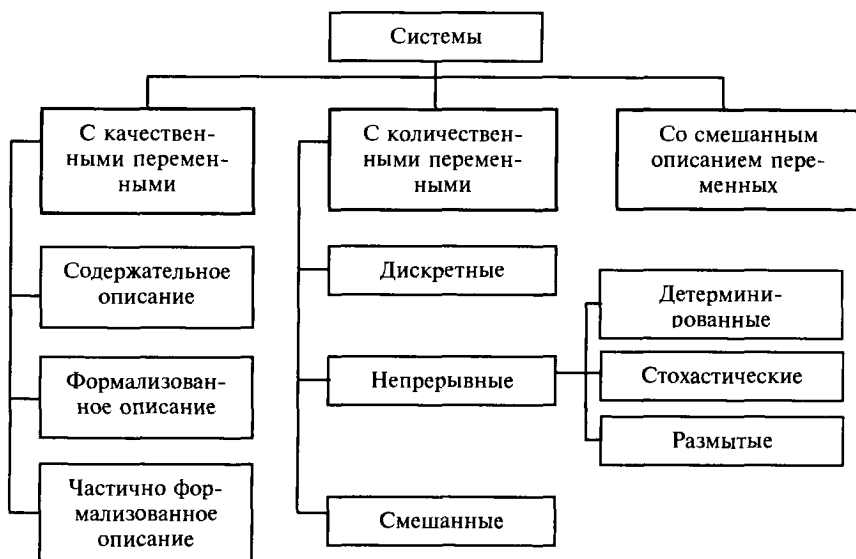 Системы
С качествен-
ными перемен-
ными
С количествен-
ными перемен-
ными
Со смешанным
описанием пере-
менных
Содержательное
описание
Формализован-
ное описание
Частично фор-
мализованное
описание
Дискретные
Непрерывные
Смешанные
Детермини-
рованные
Стохастические
Размытые